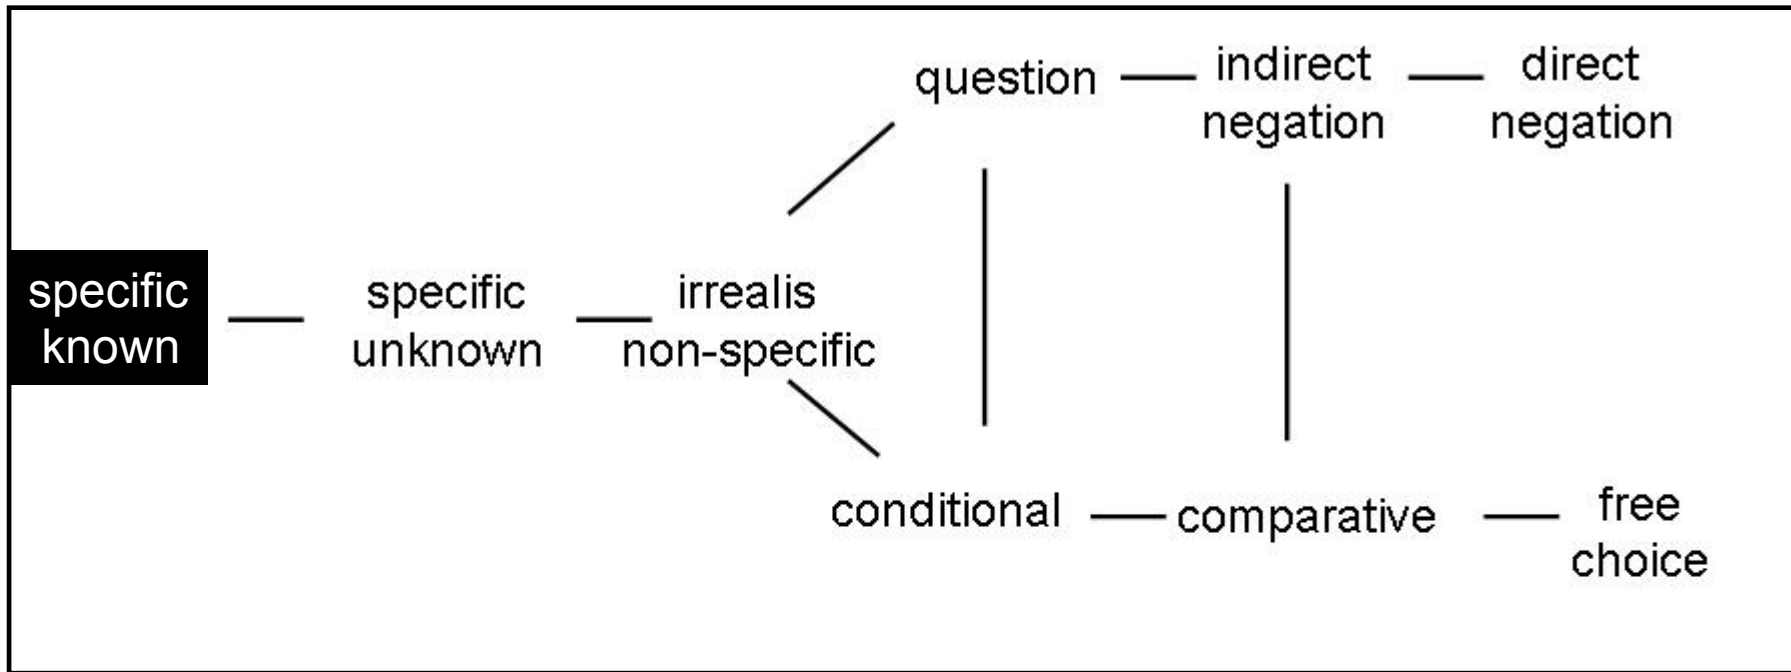 question
indirect
negation
direct
negation
specific
known
specific
unknown
irrealis
non-specific
conditional
comparative
free
choice